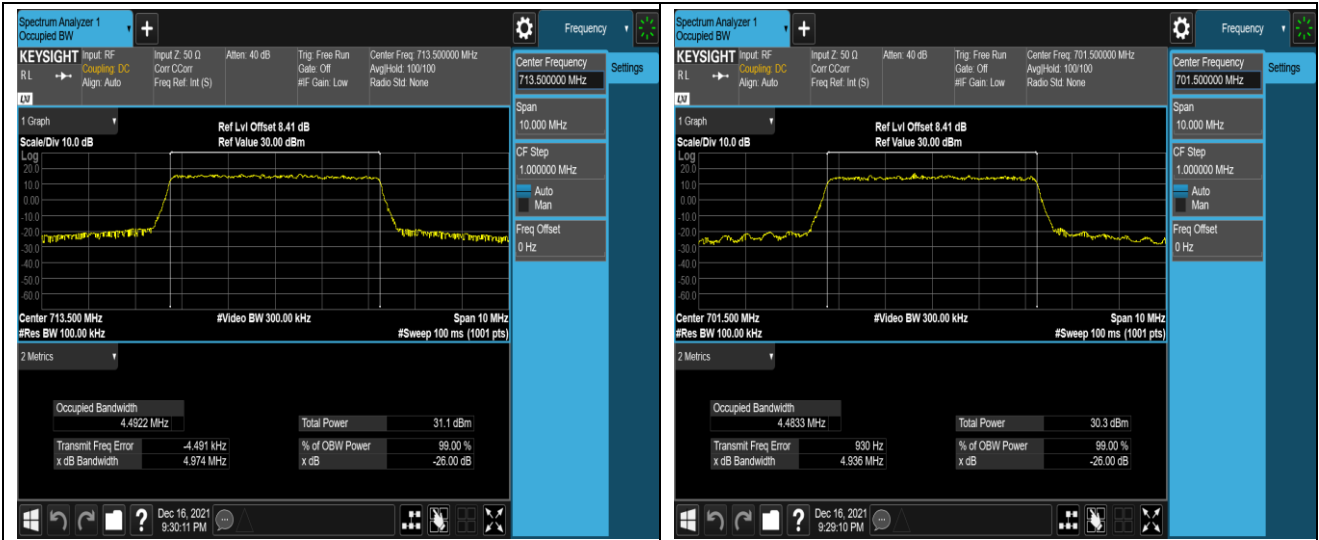 Spectrum Analyzer 1
Occupied BW
Frequency
KEYSIGHT Input: RF Input Z: 50 Ω Atten: 40 dB Trig: Free Run Center Freq: 713.500000 MHz
RL Coupling: DC Corr CCorr Gate: Off Avg|Hold: 100/100
Align: Auto Freq Ref: Int (S) #IF Gain: Low Radio Std: None
LXI
Center Frequency
713.500000 MHz
Settings
Span
10.000 MHz
CF Step
1.000000 MHz
Auto
Man
Freq Offset
0 Hz
1 Graph
Ref Lvl Offset 8.41 dB
Scale/Div 10.0 dB Ref Value 30.00 dBm
Log
20.0
10.0
0.00
-10.0
-20.0
-30.0
-40.0
-50.0
-60.0
Center 713.500 MHz #Video BW 300.00 kHz Span 10 MHz
#Res BW 100.00 kHz #Sweep 100 ms (1001 pts)
2 Metrics
Occupied Bandwidth
4.4922 MHz Total Power 31.1 dBm
Transmit Freq Error -4.491 kHz % of OBW Power 99.00 %
x dB Bandwidth 4.974 MHz x dB -26.00 dB
?
Dec 16, 2021
9:30:11 PM
Spectrum Analyzer 1
Occupied BW
Frequency
KEYSIGHT Input: RF Input Z: 50 Ω Atten: 40 dB Trig: Free Run Center Freq: 701.500000 MHz
RL Coupling: DC Corr CCorr Gate: Off Avg|Hold: 100/100
Align: Auto Freq Ref: Int (S) #IF Gain: Low Radio Std: None
LXI
Center Frequency
701.500000 MHz
Settings
Span
10.000 MHz
CF Step
1.000000 MHz
Auto
Man
Freq Offset
0 Hz
1 Graph
Ref Lvl Offset 8.41 dB
Scale/Div 10.0 dB Ref Value 30.00 dBm
Log
20.0
10.0
0.00
-10.0
-20.0
-30.0
-40.0
-50.0
-60.0
Center 701.500 MHz #Video BW 300.00 kHz Span 10 MHz
#Res BW 100.00 kHz #Sweep 100 ms (1001 pts)
2 Metrics
Occupied Bandwidth
4.4833 MHz Total Power 30.3 dBm
Transmit Freq Error 930 Hz % of OBW Power 99.00 %
x dB Bandwidth 4.936 MHz x dB -26.00 dB
?
Dec 16, 2021
9:29:10 PM